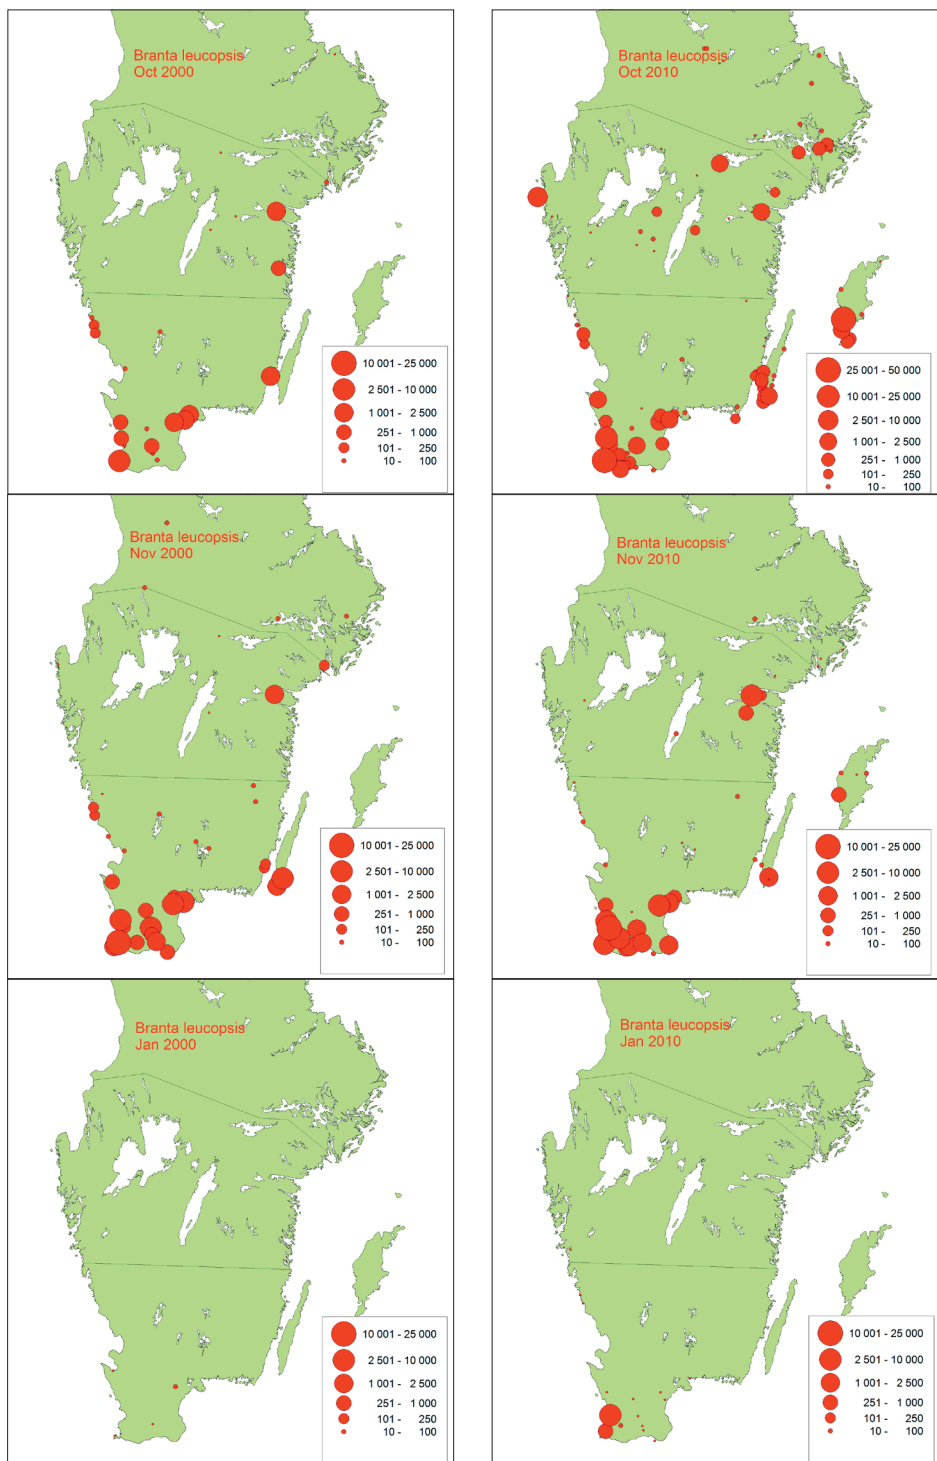 Branta leucopsis
Oct 2000
10 001 - 25 000
2 501 - 10 000
1 001 - 2 500
251 - 1 000
101 - 250
10 - 100
Branta leucopsis
Oct 2010
25 001 - 50 000
10 001 - 25 000
2 501 - 10 000
1 001 - 2 500
251 - 1 000
101 - 250
10 - 100
Branta leucopsis
Nov 2000
10 001 - 25 000
2 501 - 10 000
1 001 - 2 500
251 - 1 000
101 - 250
10 - 100
Branta leucopsis
Nov 2010
10 001 - 25 000
2 501 - 10 000
1 001 - 2 500
251 - 1 000
101 - 250
10 - 100
Branta leucopsis
Jan 2000
10 001 - 25 000
2 501 - 10 000
1 001 - 2 500
251 - 1 000
101 - 250
10 - 100
Branta leucopsis
Jan 2010
10 001 - 25 000
2 501 - 10 000
1 001 - 2 500
251 - 1 000
101 - 250
10 - 100